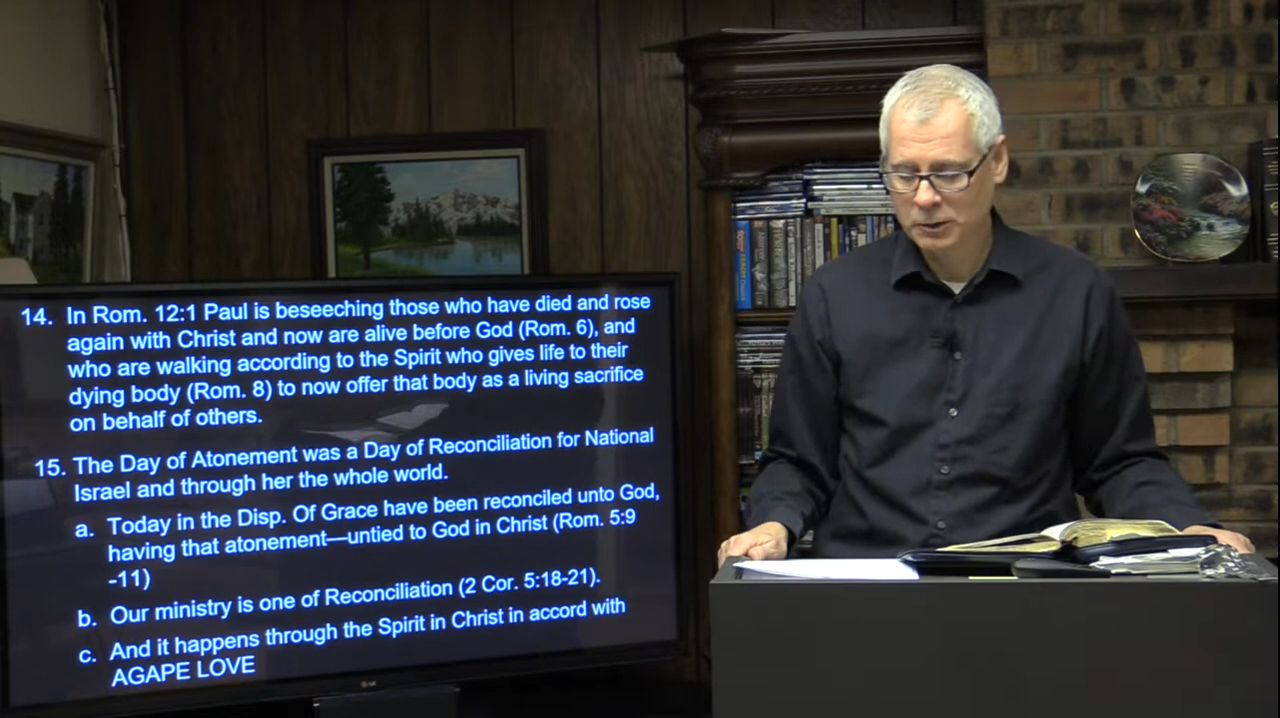 14. In Rom. 12:1 Paul is beseeching those who have died and rose
again with Christ and now are alive before God (Rom. 6), and
who are walking according to the Spirit who gives life to their
dying body (Rom. 8) to now offer that body as a living sacrifice
on behalf of others.
15. The Day of Atonement was a Day of Reconciliation for National
Israel and through her the whole world.
a. Today in the Disp. Of Grace have been reconciled unto God,
having that atonement—untied to God in Christ (Rom. 5:9
-11)
b. Our ministry is one of Reconciliation (2 Cor. 5:18-21).
c. And it happens through the Spirit in Christ in accord with
AGAPE LOVE
LG